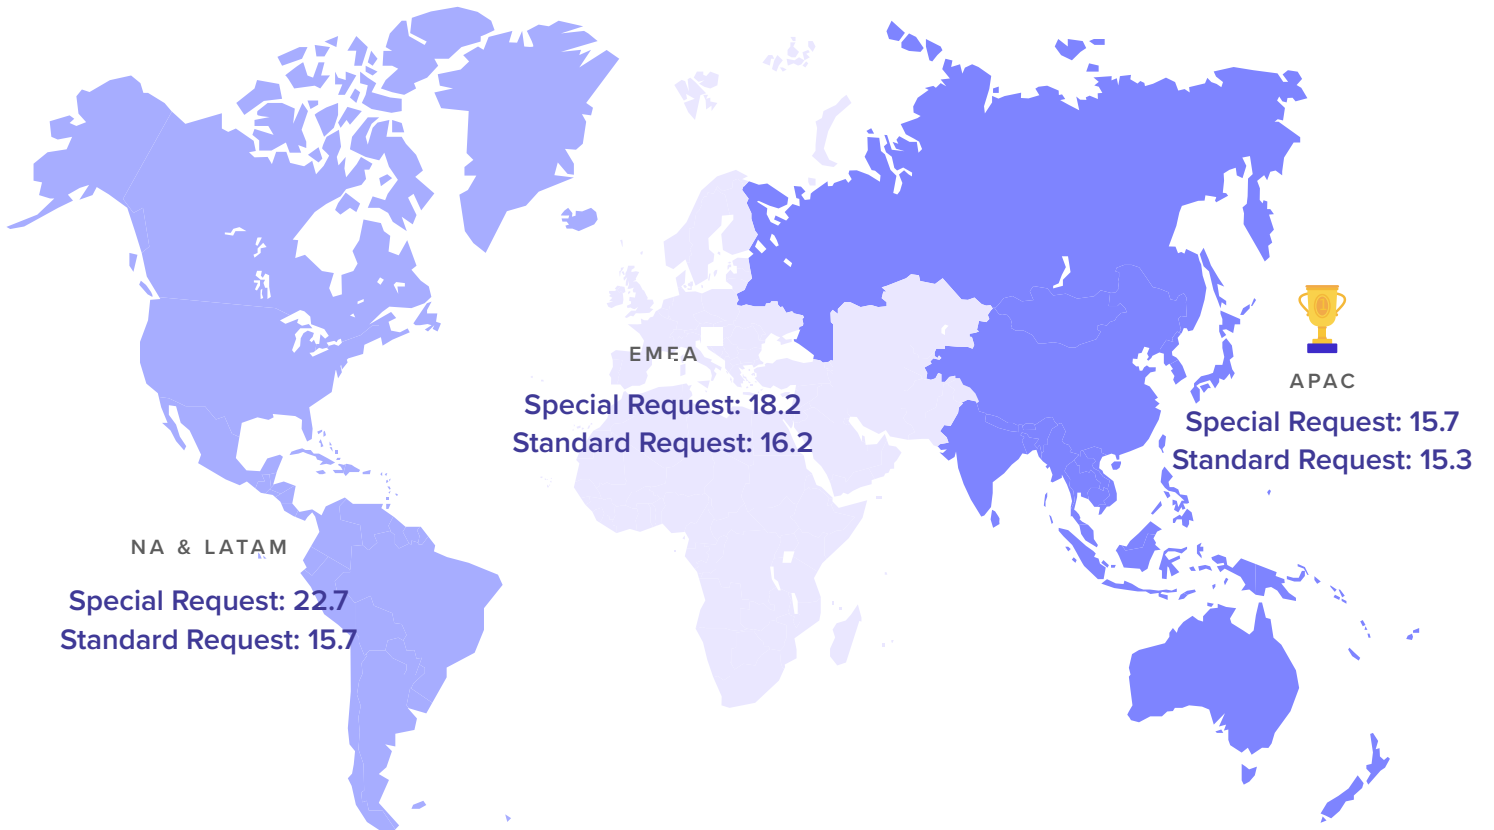 EMEA
Special Request: 18.2
Standard Request: 16.2
APAC
Special Request: 15.7
Standard Request: 15.3
NA & LATAM
Special Request: 22.7
Standard Request: 15.7